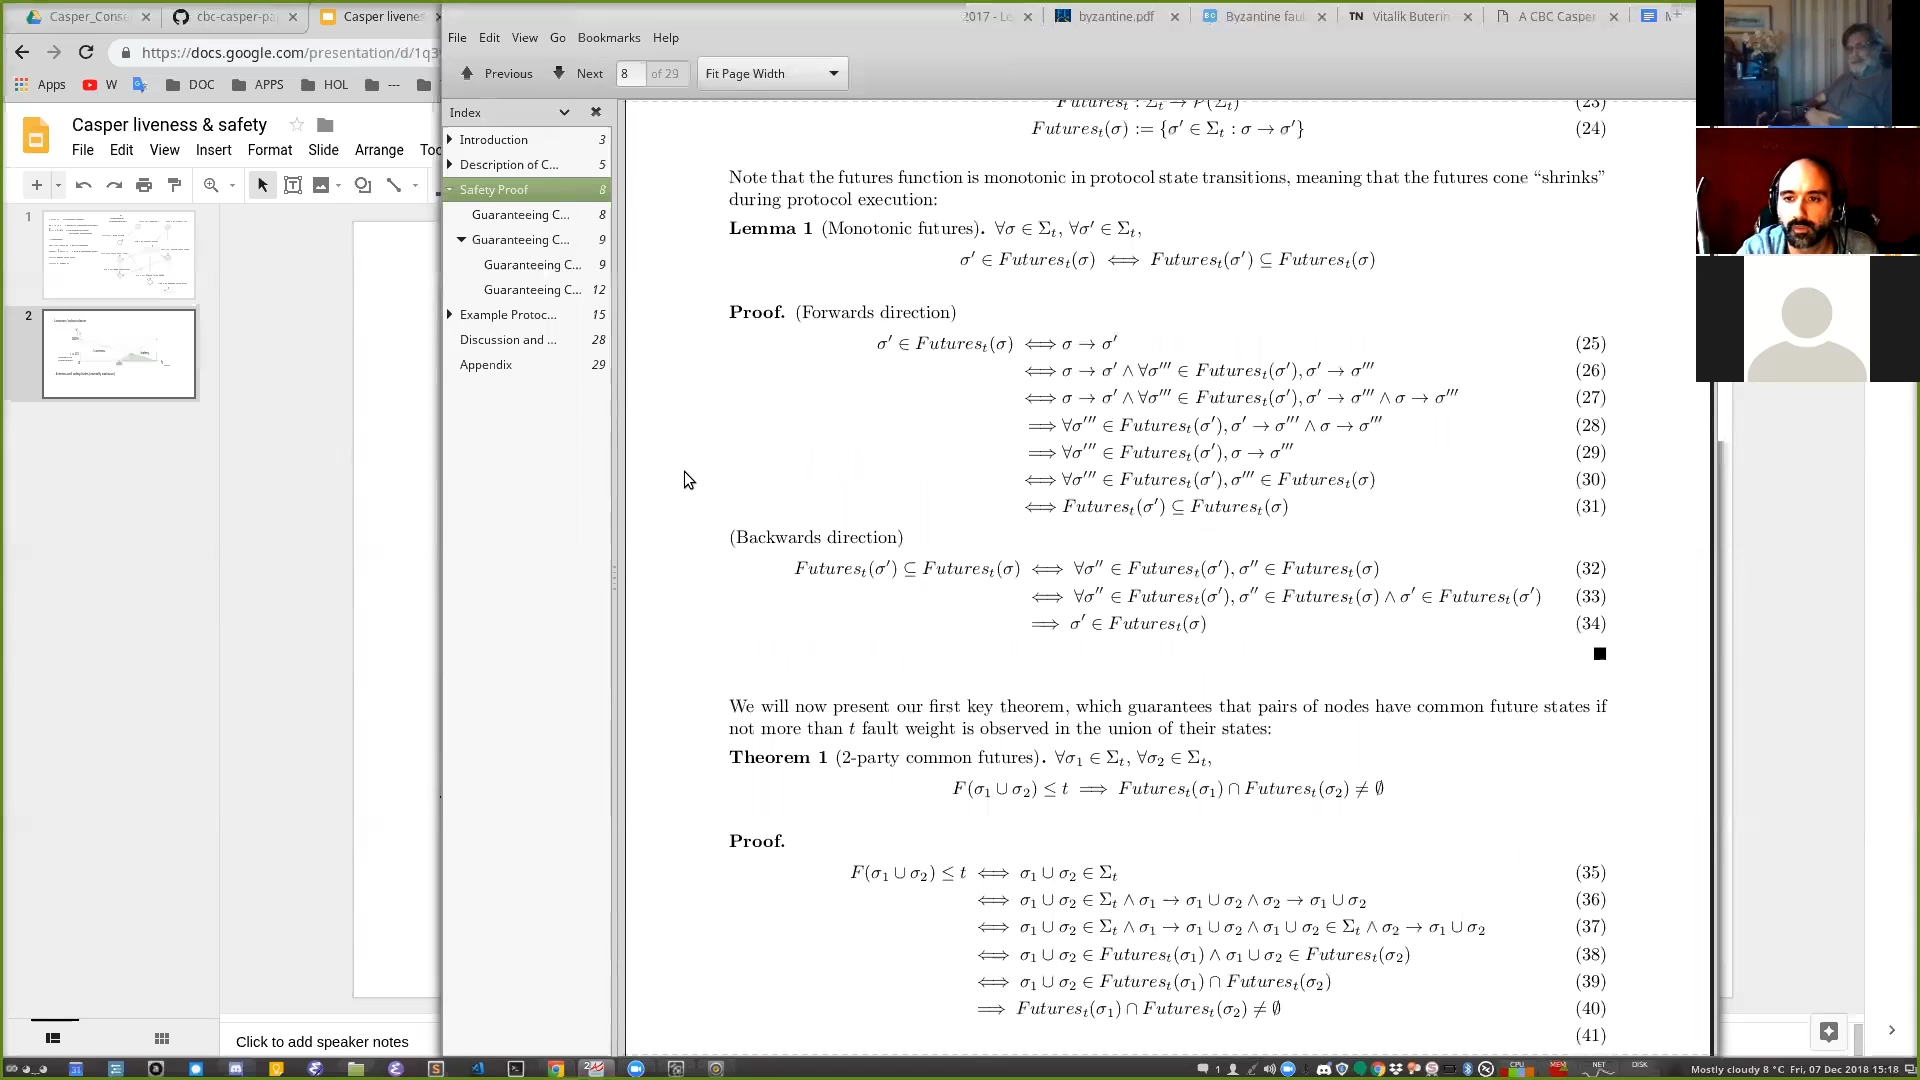 Casper_Cons
cbc-casper-pa
Casper livenes
2017 - Le
byzantine.pdf
Byzantine faul
Vitalik Buterin
A CBC Casper
https://docs.google.com/presentation/d/1q3
Apps
W
DOC
APPS
HOL
---
Casper liveness & safety
File Edit View Insert Format Slide Arrange Too
1
2
Click to add speaker notes
File Edit View Go Bookmarks Help
Previous Next 8 of 29 Fit Page Width
Index
Introduction 3
Description of C... 5
Safety Proof 8
Guaranteeing C... 8
Guaranteeing C... 9
Guaranteeing C... 9
Guaranteeing C... 12
Example Protoc... 15
Discussion and ... 28
Appendix 29
Futures_t : Σ_t → P(Σ_t) (23)
Futures_t(σ) := {σ′ ∈ Σ_t : σ → σ′} (24)
Note that the futures function is monotonic in protocol state transitions, meaning that the futures cone “shrinks”
during protocol execution:
Lemma 1 (Monotonic futures). ∀σ ∈ Σ_t, ∀σ′ ∈ Σ_t,
σ′ ∈ Futures_t(σ) ⟺ Futures_t(σ′) ⊆ Futures_t(σ)
Proof. (Forwards direction)
σ′ ∈ Futures_t(σ) ⟺ σ → σ′ (25)
⟺ σ → σ′ ∧ ∀σ′′′ ∈ Futures_t(σ′), σ′ → σ′′′ (26)
⟺ σ → σ′ ∧ ∀σ′′′ ∈ Futures_t(σ′), σ′ → σ′′′ ∧ σ → σ′′′ (27)
⟹ ∀σ′′′ ∈ Futures_t(σ′), σ′ → σ′′′ ∧ σ → σ′′′ (28)
⟹ ∀σ′′′ ∈ Futures_t(σ′), σ → σ′′′ (29)
⟺ ∀σ′′′ ∈ Futures_t(σ′), σ′′′ ∈ Futures_t(σ) (30)
⟺ Futures_t(σ′) ⊆ Futures_t(σ) (31)
(Backwards direction)
Futures_t(σ′) ⊆ Futures_t(σ) ⟺ ∀σ′′ ∈ Futures_t(σ′), σ′′ ∈ Futures_t(σ) (32)
⟺ ∀σ′′ ∈ Futures_t(σ′), σ′′ ∈ Futures_t(σ) ∧ σ′ ∈ Futures_t(σ′) (33)
⟹ σ′ ∈ Futures_t(σ) (34)
■
We will now present our first key theorem, which guarantees that pairs of nodes have common future states if
not more than t fault weight is observed in the union of their states:
Theorem 1 (2-party common futures). ∀σ₁ ∈ Σ_t, ∀σ₂ ∈ Σ_t,
F(σ₁ ∪ σ₂) ≤ t ⟹ Futures_t(σ₁) ∩ Futures_t(σ₂) ≠ ∅
Proof.
F(σ₁ ∪ σ₂) ≤ t ⟺ σ₁ ∪ σ₂ ∈ Σ_t (35)
⟺ σ₁ ∪ σ₂ ∈ Σ_t ∧ σ₁ → σ₁ ∪ σ₂ ∧ σ₂ → σ₁ ∪ σ₂ (36)
⟺ σ₁ ∪ σ₂ ∈ Σ_t ∧ σ₁ → σ₁ ∪ σ₂ ∧ σ₁ ∪ σ₂ ∈ Σ_t ∧ σ₂ → σ₁ ∪ σ₂ (37)
⟺ σ₁ ∪ σ₂ ∈ Futures_t(σ₁) ∧ σ₁ ∪ σ₂ ∈ Futures_t(σ₂) (38)
⟺ σ₁ ∪ σ₂ ∈ Futures_t(σ₁) ∩ Futures_t(σ₂) (39)
⟹ Futures_t(σ₁) ∩ Futures_t(σ₂) ≠ ∅ (40)
(41)
1 CPU MEM NET DISK Mostly cloudy 8 °C Fri, 07 Dec 2018 15:18